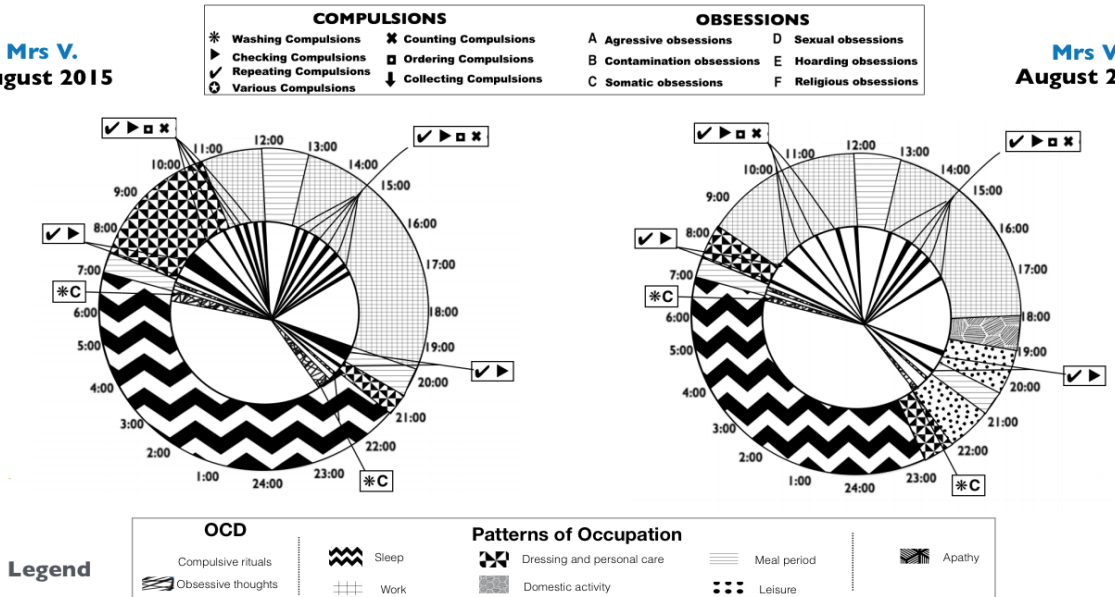 COMPULSIONS
✳ Washing Compulsions
▶ Checking Compulsions
✔ Repeating Compulsions
✪ Various Compulsions
✖ Counting Compulsions
◘ Ordering Compulsions
↓ Collecting Compulsions
OBSESSIONS
A Agressive obsessions
B Contamination obsessions
C Somatic obsessions
D Sexual obsessions
E Hoarding obsessions
F Religious obsessions
Mrs V.
ugust 2015
Mrs V
August 2
✔ ▶ ◘ ✖
✔ ▶ ◘ ✖
12:00
13:00
14:00
15:00
16:00
17:00
18:00
19:00
20:00
21:00
22:00
23:00
24:00
1:00
2:00
3:00
4:00
5:00
6:00
7:00
8:00
9:00
10:00
11:00
✔ ▶
✳C
✔ ▶
✳C
✔ ▶ ◘ ✖
✔ ▶ ◘ ✖
12:00
13:00
14:00
15:00
16:00
17:00
18:00
19:00
20:00
21:00
22:00
23:00
24:00
1:00
2:00
3:00
4:00
5:00
6:00
7:00
8:00
9:00
10:00
11:00
✔ ▶
✳C
✔ ▶
✳C
Legend
OCD
Compulsive rituals
Obsessive thoughts
Patterns of Occupation
Sleep
Work
Dressing and personal care
Domestic activity
Meal period
Leisure
Apathy